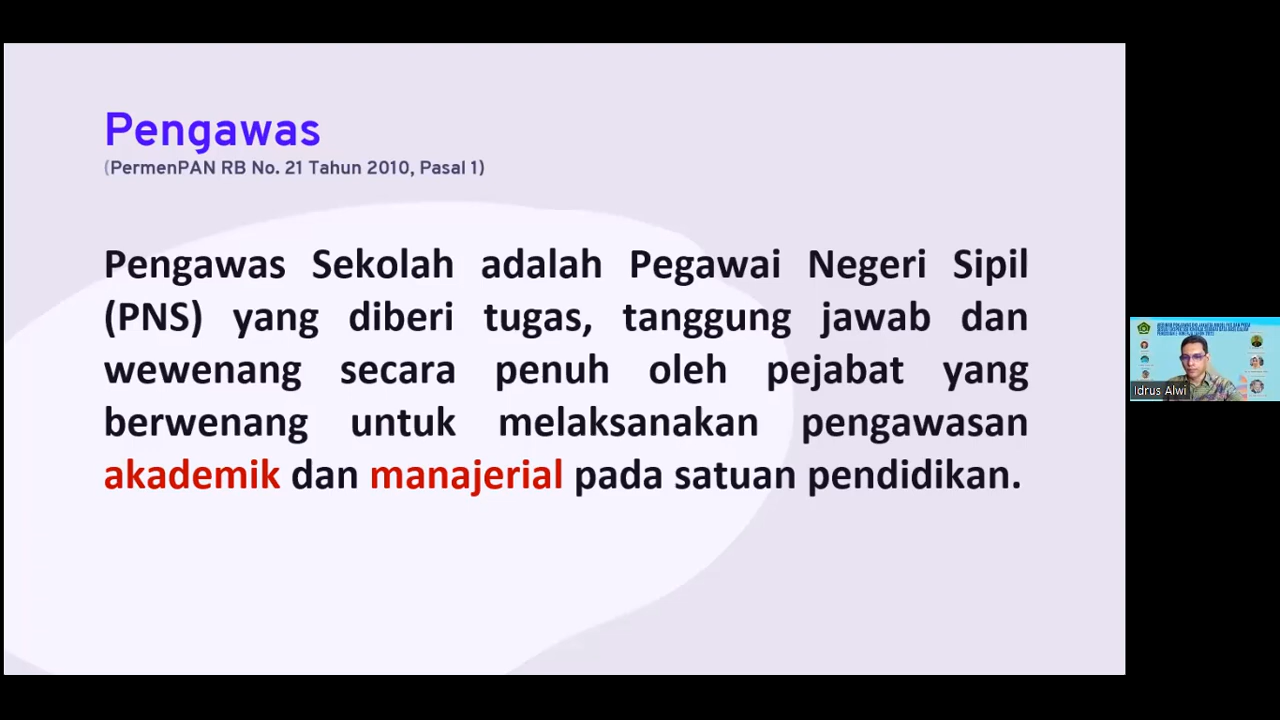 Pengawas
(PermenPAN RB No. 21 Tahun 2010, Pasal 1)
Pengawas Sekolah adalah Pegawai Negeri Sipil
(PNS) yang diberi tugas, tanggung jawab dan
wewenang secara penuh oleh pejabat yang
berwenang untuk melaksanakan pengawasan
akademik dan manajerial pada satuan pendidikan.
Idrus Alwi